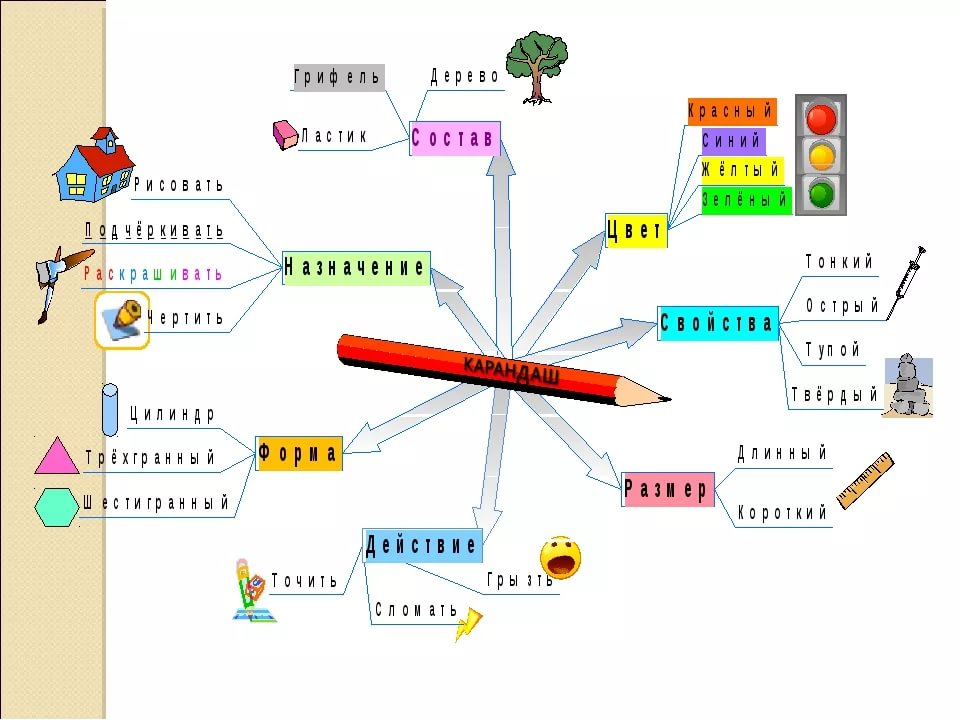 Грифель
Дерево
Ластик
Состав
Красный
Синий
Жёлтый
Зелёный
Цвет
Рисовать
Подчёркивать
Раскрашивать
Чертить
Назначение
Тонкий
Острый
Тупой
Твёрдый
Свойства
КАРАНДАШ
Цилиндр
Трёхгранный
Шестигранный
Форма
Длинный
Короткий
Размер
Действие
Точить
Сломать
Грызть